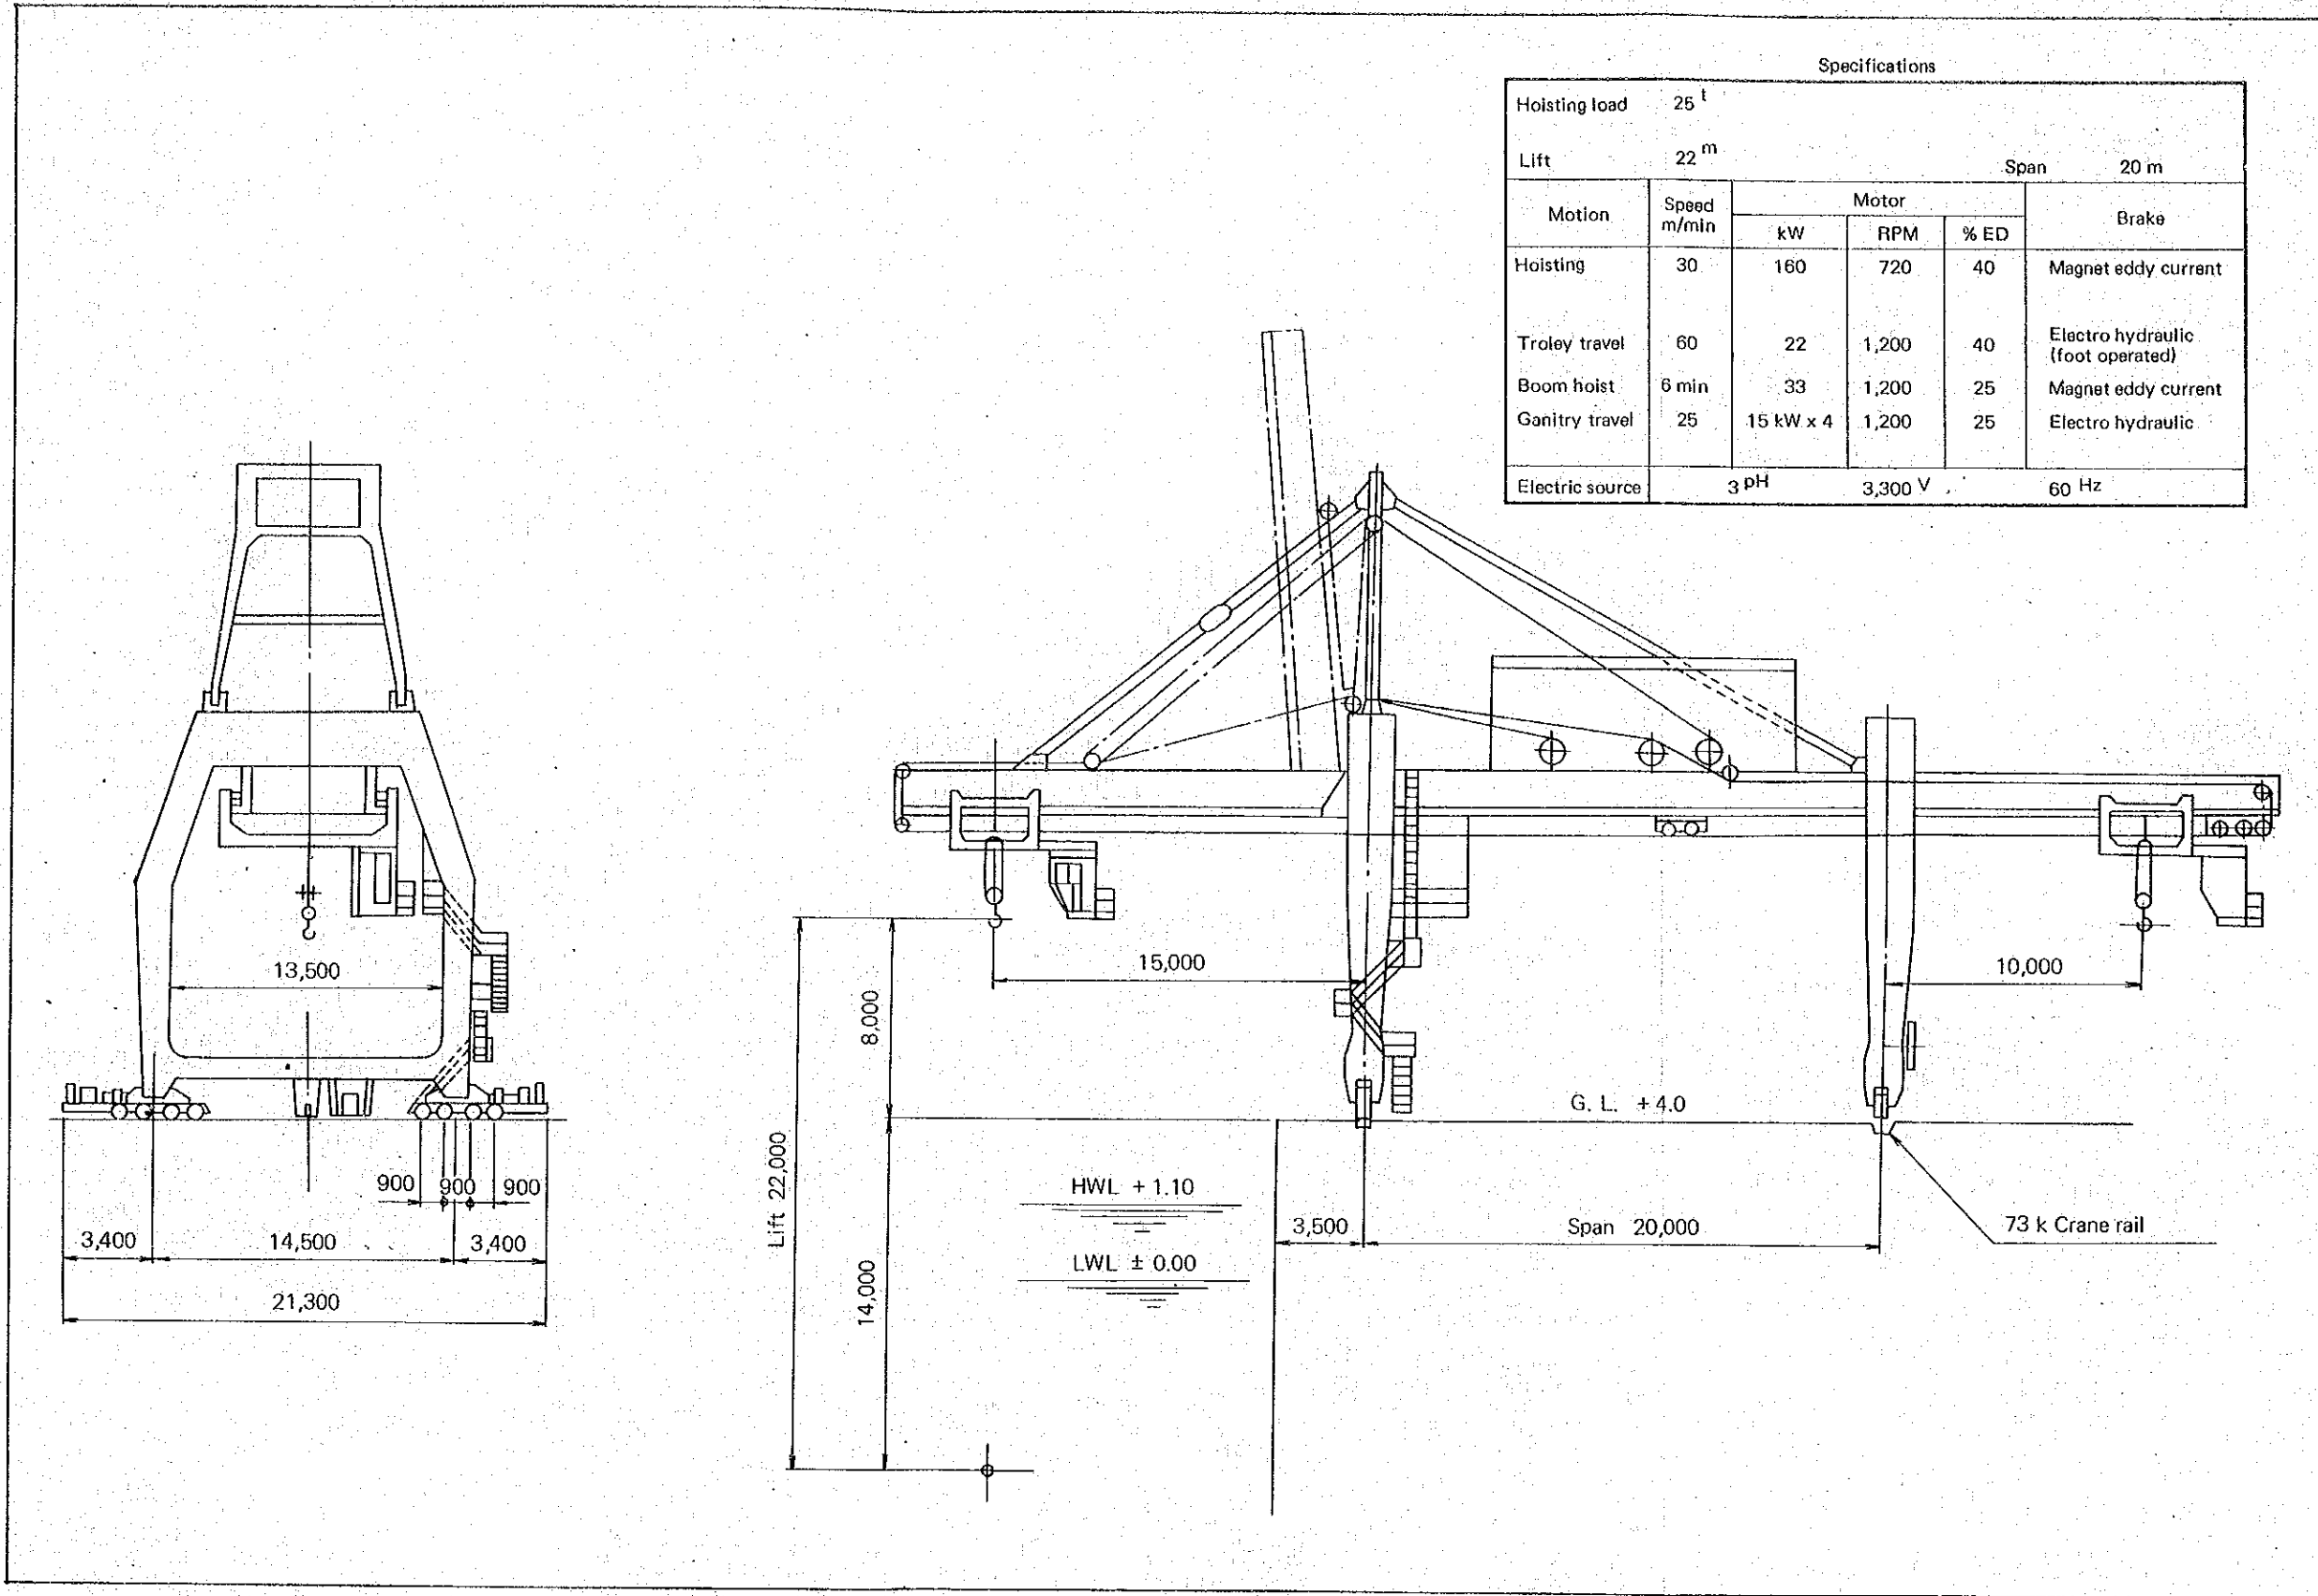 Specifications
Hoisting load 25 t
Lift 22 m Span 20 m
Motion Speed m/min Motor Brake
kW RPM % ED
Hoisting 30 160 720 40 Magnet eddy current
Troley travel 60 22 1,200 40 Electro hydraulic (foot operated)
Boom hoist 6 min 33 1,200 25 Magnet eddy current
Ganitry travel 25 15 kW x 4 1,200 25 Electro hydraulic
Electric source 3 pH 3,300 V 60 Hz
13,500
900 900 900
3,400 14,500 3,400
21,300
15,000
10,000
8,000
Lift 22,000
14,000
G. L. + 4.0
HWL + 1.10
LWL ± 0.00
3,500
Span 20,000
73 k Crane rail